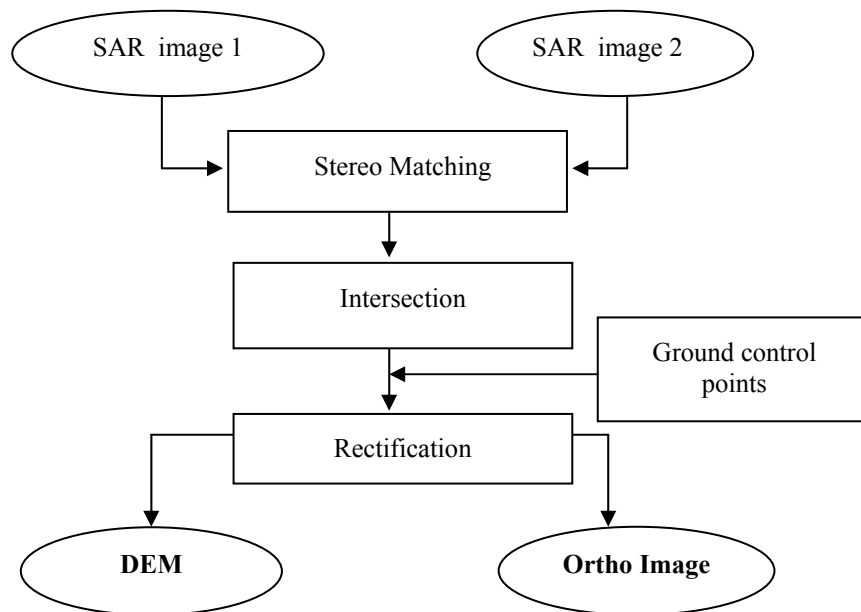 SAR image 1
SAR image 2
Stereo Matching
Intersection
Ground control
points
Rectification
DEM
Ortho Image